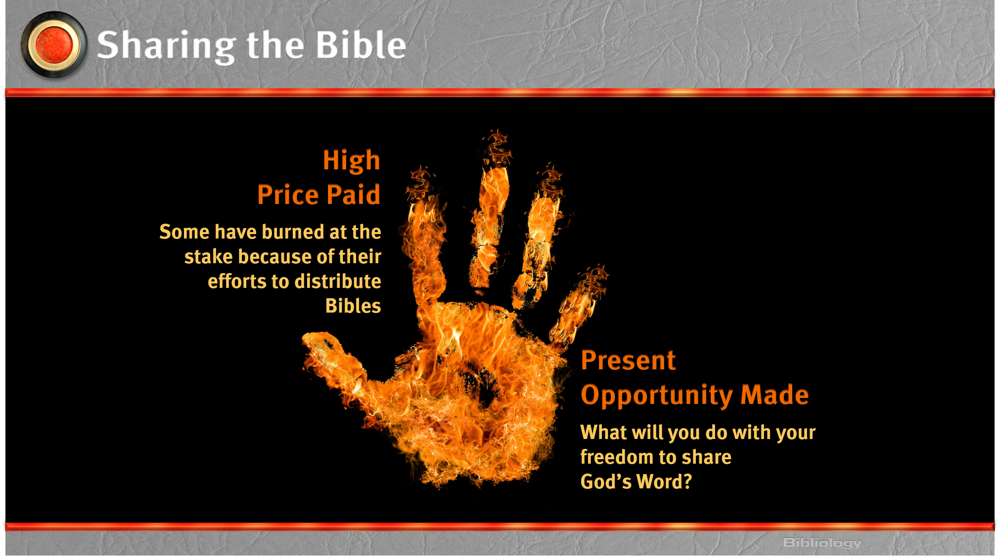 Sharing the Bible
High
Price Paid
Some have burned at the
stake because of their
efforts to distribute
Bibles
Present
Opportunity Made
What will you do with your
freedom to share
God’s Word?
Bibliology